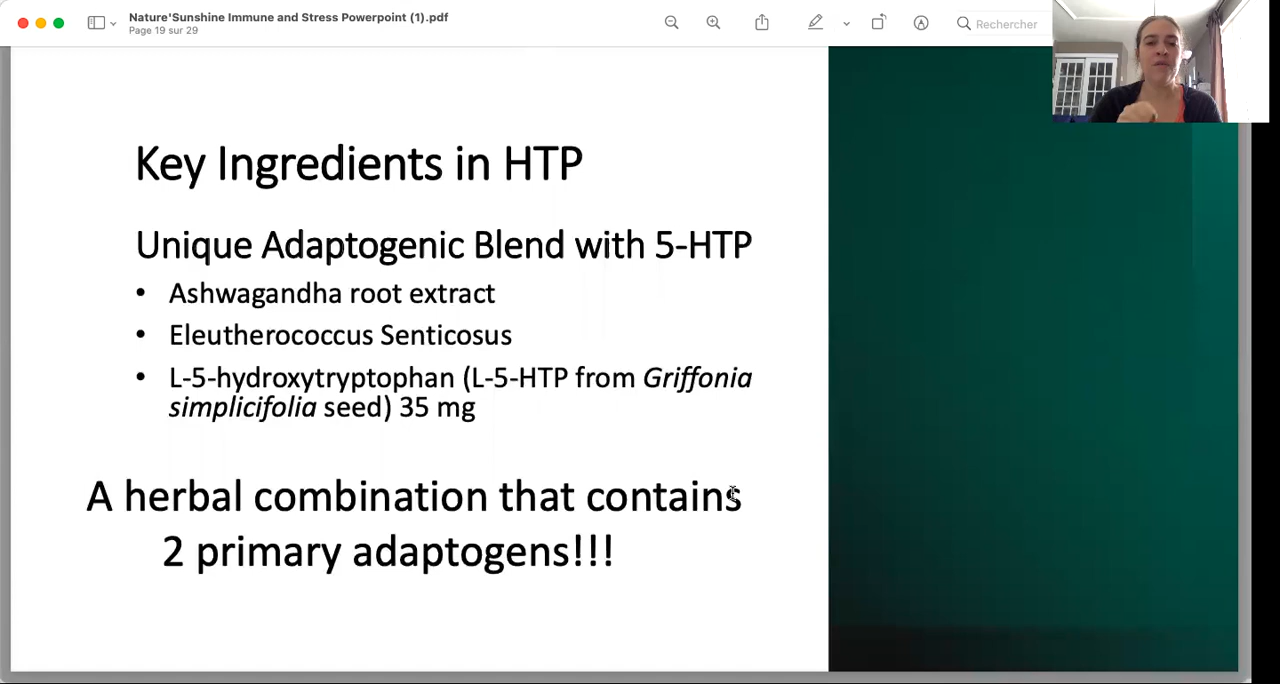 Nature'Sunshine Immune and Stress Powerpoint (1).pdf
Page 19 sur 29
Rechercher
Key Ingredients in HTP
Unique Adaptogenic Blend with 5-HTP
• Ashwagandha root extract
• Eleutherococcus Senticosus
• L-5-hydroxytryptophan (L-5-HTP from Griffonia
simplicifolia seed) 35 mg
A herbal combination that contains
2 primary adaptogens!!!